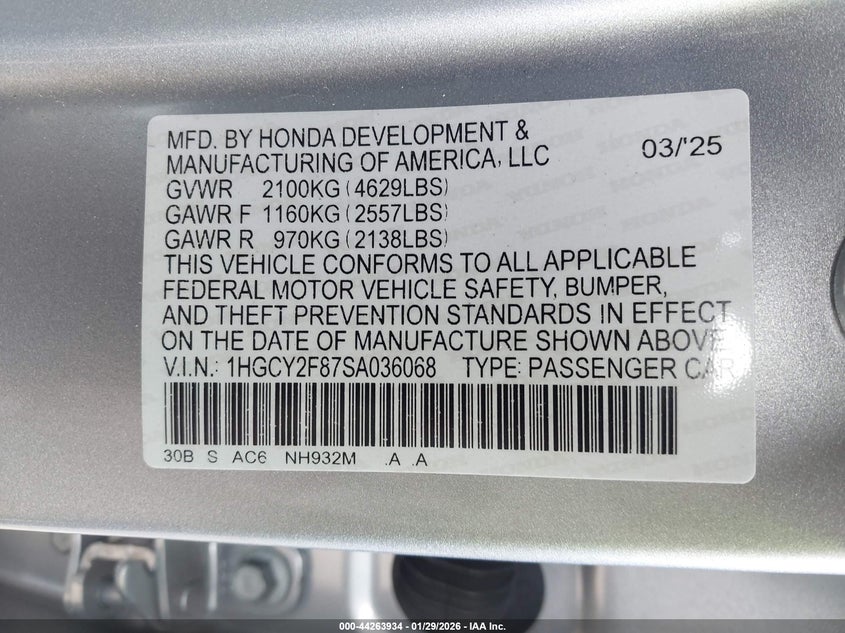 MFD. BY HONDA DEVELOPMENT &
MANUFACTURING OF AMERICA, LLC 03/'25
GVWR 2100KG (4629LBS)
GAWR F 1160KG (2557LBS)
GAWR R 970KG (2138LBS)
THIS VEHICLE CONFORMS TO ALL APPLICABLE
FEDERAL MOTOR VEHICLE SAFETY, BUMPER,
AND THEFT PREVENTION STANDARDS IN EFFECT
ON THE DATE OF MANUFACTURE SHOWN ABOVE
V.I.N.: 1HGCY2F87SA036068 TYPE: PASSENGER CAR
30B S AC6 NH932M .A .A
000-44263934 - 01/29/2026 - IAA Inc.